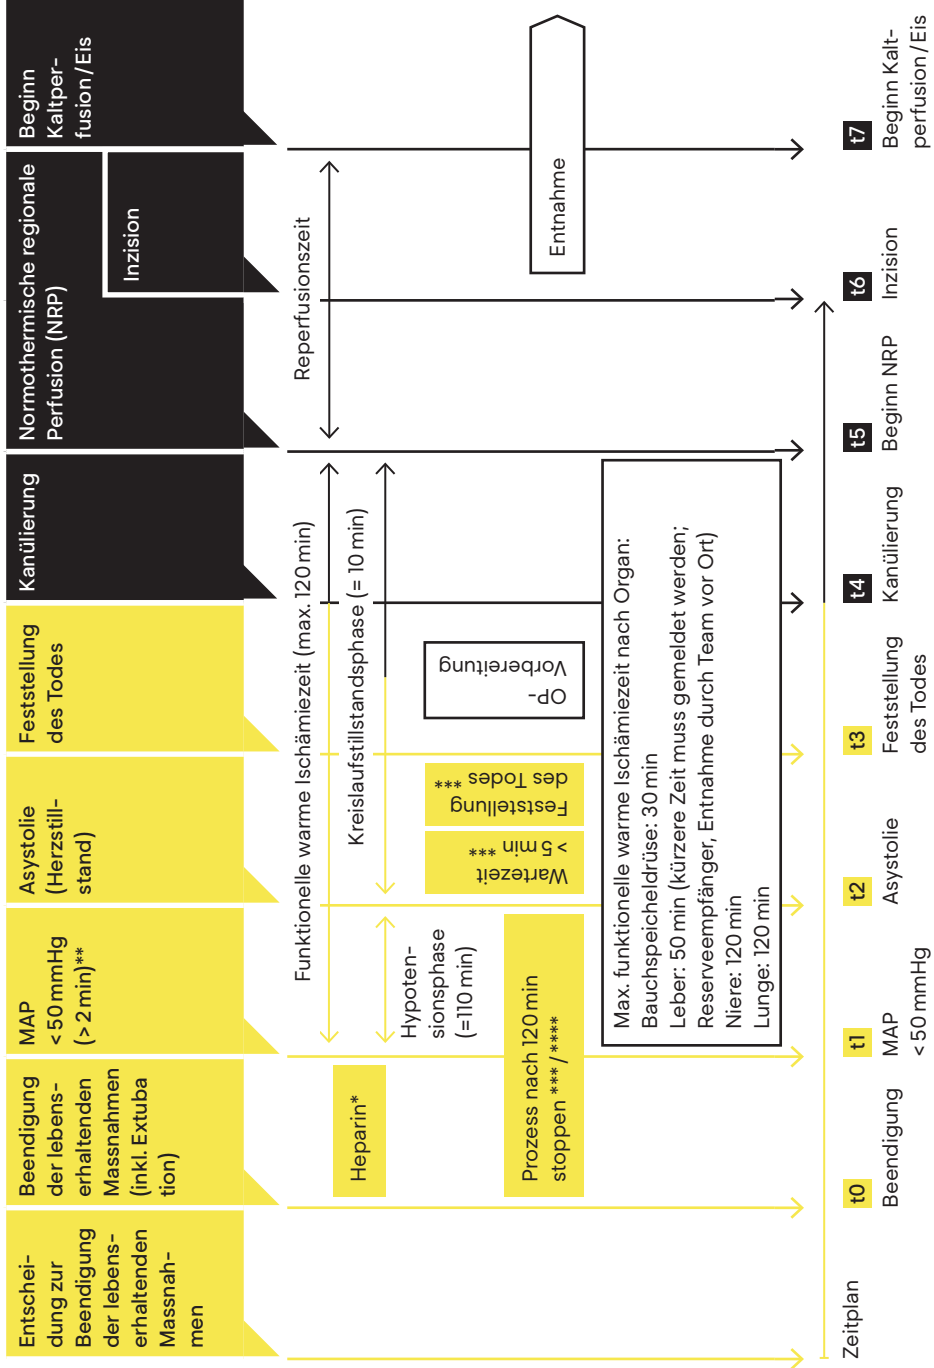 Entschei-
dung zur
Beendigung
der lebens-
erhaltenden
Massnah-
men
Beendigung
der lebens-
erhaltenden
Massnahmen
(inkl. Extuba
tion)
MAP
< 50 mmHg
(> 2 min)**
Asystolie
(Herzstill-
stand)
Feststellung
des Todes
Kanülierung
Normothermische regionale
Perfusion (NRP)
Inzision
Beginn
Kaltper-
fusion / Eis
Funktionelle warme Ischämiezeit (max. 120 min)
Reperfusionszeit
Heparin*
Kreislaufstillstandsphase (= 10 min)
Hypoten-
sionsphase
(=110 min)
Wartezeit
> 5 min ***
Feststellung
des Todes ***
OP-
Vorbereitung
Prozess nach 120 min
stoppen *** / ****
Entnahme
Max. funktionelle warme Ischämiezeit nach Organ:
Bauchspeicheldrüse: 30 min
Leber: 50 min (kürzere Zeit muss gemeldet werden;
Reserveempfänger, Entnahme durch Team vor Ort)
Niere: 120 min
Lunge: 120 min
Zeitplan
t0
Beendigung
t1
MAP
< 50 mmHg
t2
Asystolie
t3
Feststellung
des Todes
t4
Kanülierung
t5
Beginn NRP
t6
Inzision
t7
Beginn Kalt-
perfusion / Eis